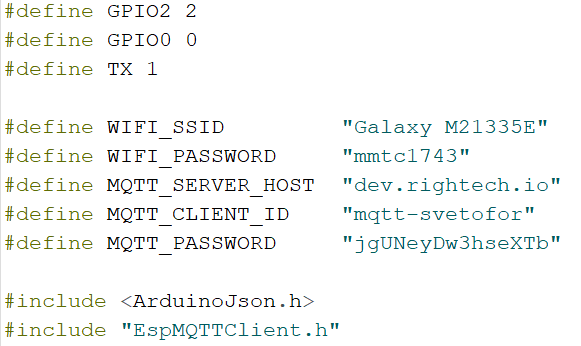 #define GPIO2 2
#define GPIO0 0
#define TX 1
#define WIFI_SSID "Galaxy M21335E"
#define WIFI_PASSWORD "mmtc1743"
#define MQTT_SERVER_HOST "dev.rightech.io"
#define MQTT_CLIENT_ID "mqtt-svetofor"
#define MQTT_PASSWORD "jgUNeyDw3hseXTb"
#include <ArduinoJson.h>
#include "EspMQTTClient.h"